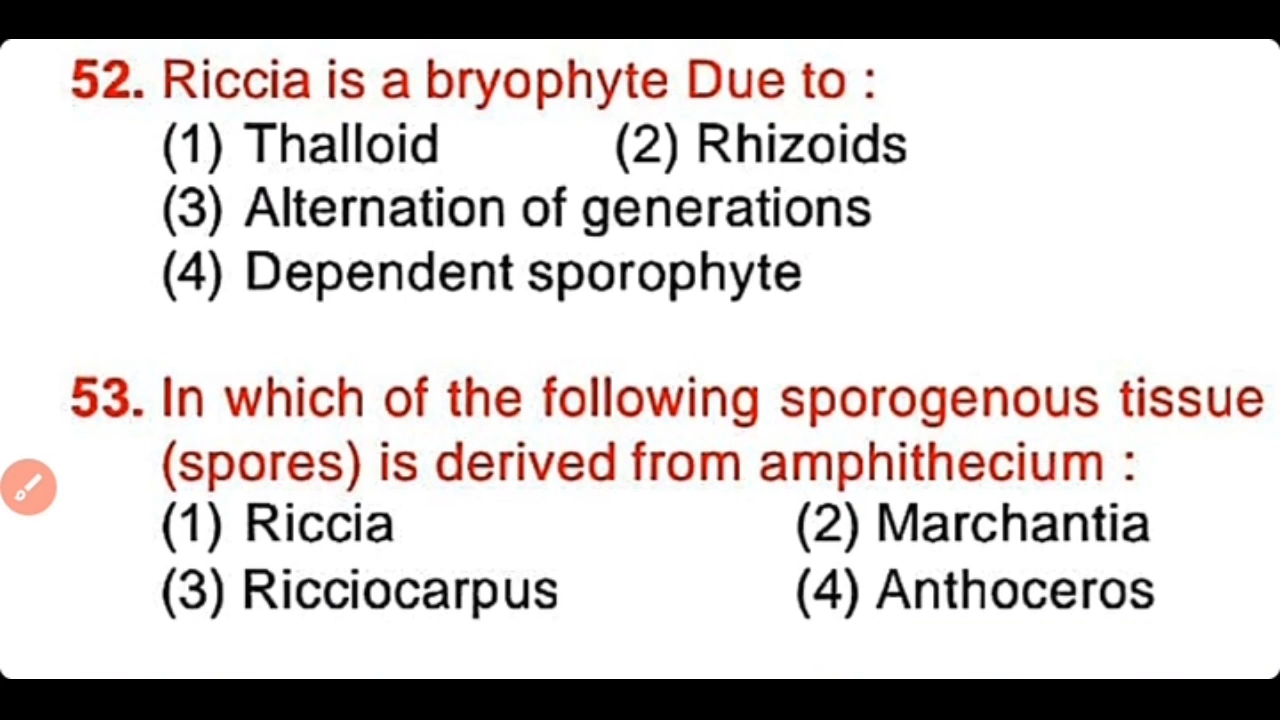 52. Riccia is a bryophyte Due to :
(1) Thalloid (2) Rhizoids
(3) Alternation of generations
(4) Dependent sporophyte
53. In which of the following sporogenous tissue
(spores) is derived from amphithecium :
(1) Riccia (2) Marchantia
(3) Ricciocarpus (4) Anthoceros